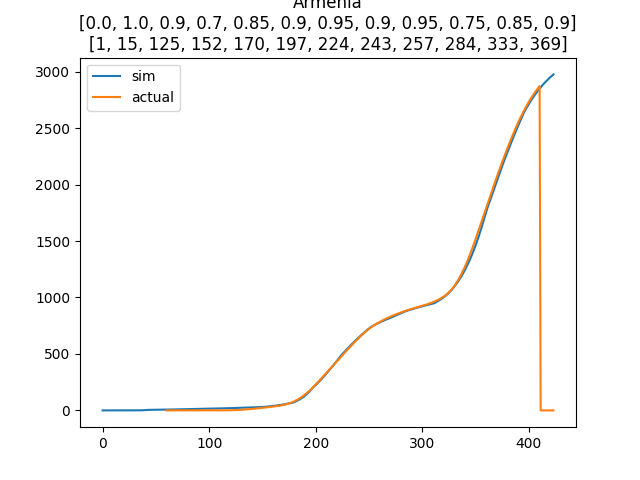 Armenia
[0.0, 1.0, 0.9, 0.7, 0.85, 0.9, 0.95, 0.9, 0.95, 0.75, 0.85, 0.9]
[1, 15, 125, 152, 170, 197, 224, 243, 257, 284, 333, 369]
sim
actual
3000
2500
2000
1500
1000
500
0
0 100 200 300 400